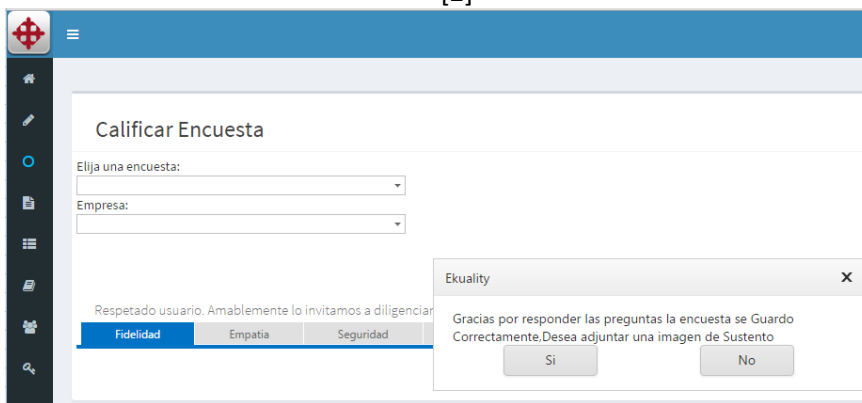 Calificar Encuesta
Elija una encuesta:
Empresa:
Ekuality
X
Gracias por responder las preguntas la encuesta se Guardo
Correctamente,Desea adjuntar una imagen de Sustento
Si
No
Respetado usuario. Amablemente lo invitamos a diligenciar
Fidelidad
Empatia
Seguridad